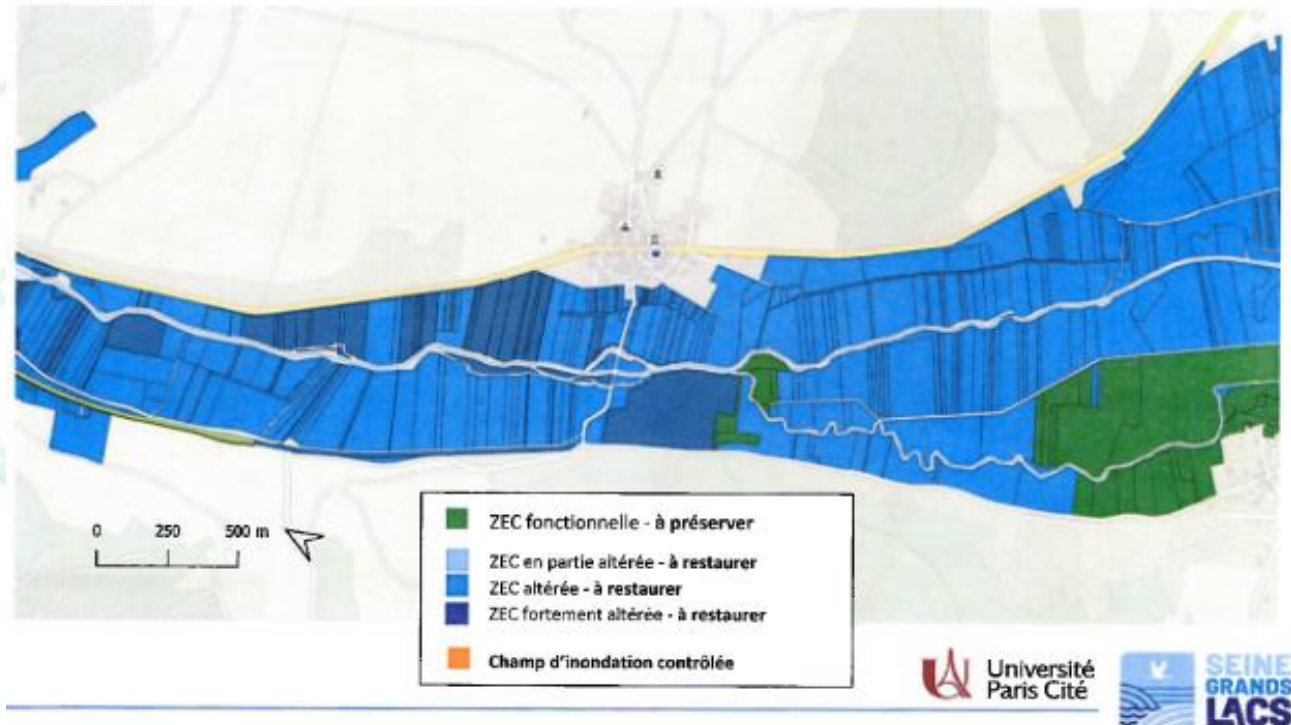 0 250 500 m
ZEC fonctionnelle - à préserver
ZEC en partie altérée - à restaurer
ZEC altérée - à restaurer
ZEC fortement altérée - à restaurer
Champ d'inondation contrôlée
Université
Paris Cité
SEINE
GRANDS
LACS